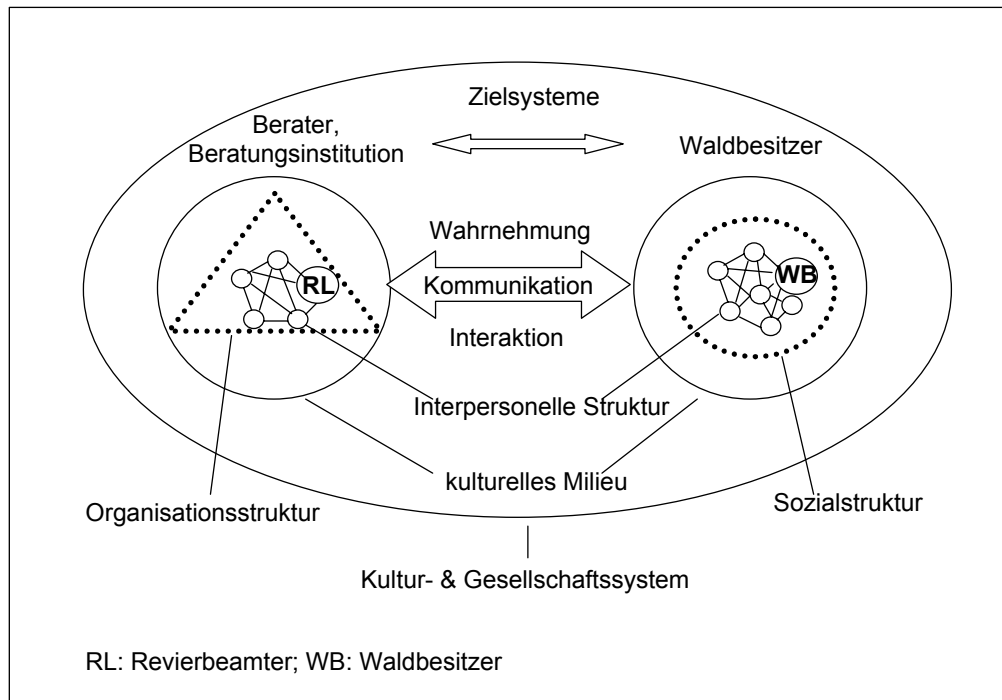 Zielsysteme
Berater,
Beratungsinstitution
Waldbesitzer
Wahrnehmung
RL
Kommunikation
WB
Interaktion
Interpersonelle Struktur
kulturelles Milieu
Organisationsstruktur
Sozialstruktur
Kultur- & Gesellschaftssystem
RL: Revierbeamter; WB: Waldbesitzer